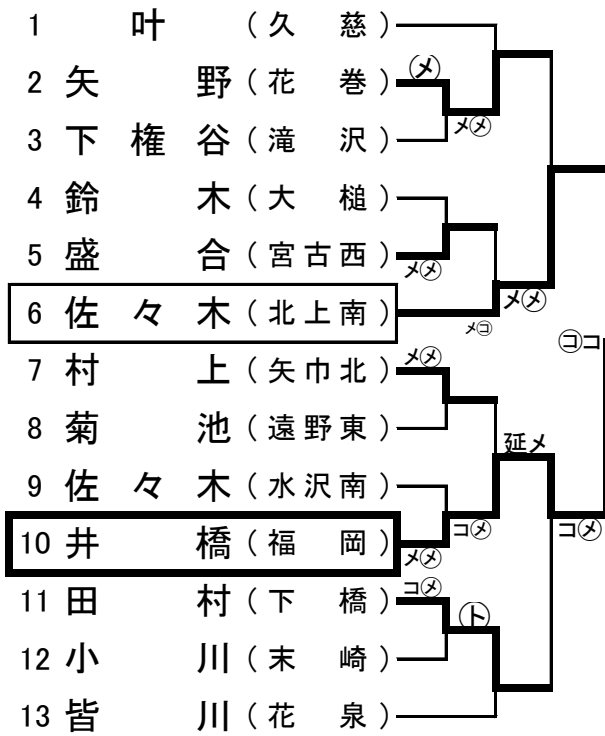 1 叶 (久 慈)
2 矢 野 (花 巻) ㋱
メ㋱
3 下 権 谷 (滝 沢)
4 鈴 木 (大 槌)
5 盛 合 (宮古西) メ㋱
6 佐 々 木 (北上南) メ㋙ メ㋱
㋙コ
7 村 上 (矢巾北) メ㋱
8 菊 池 (遠野東)
延メ
9 佐 々 木 (水沢南)
コ㋱ コ㋱
10 井 橋 (福 岡) メ㋱
11 田 村 (下 橋) コ㋱ ㋣
12 小 川 (末 崎)
13 皆 川 (花 泉)